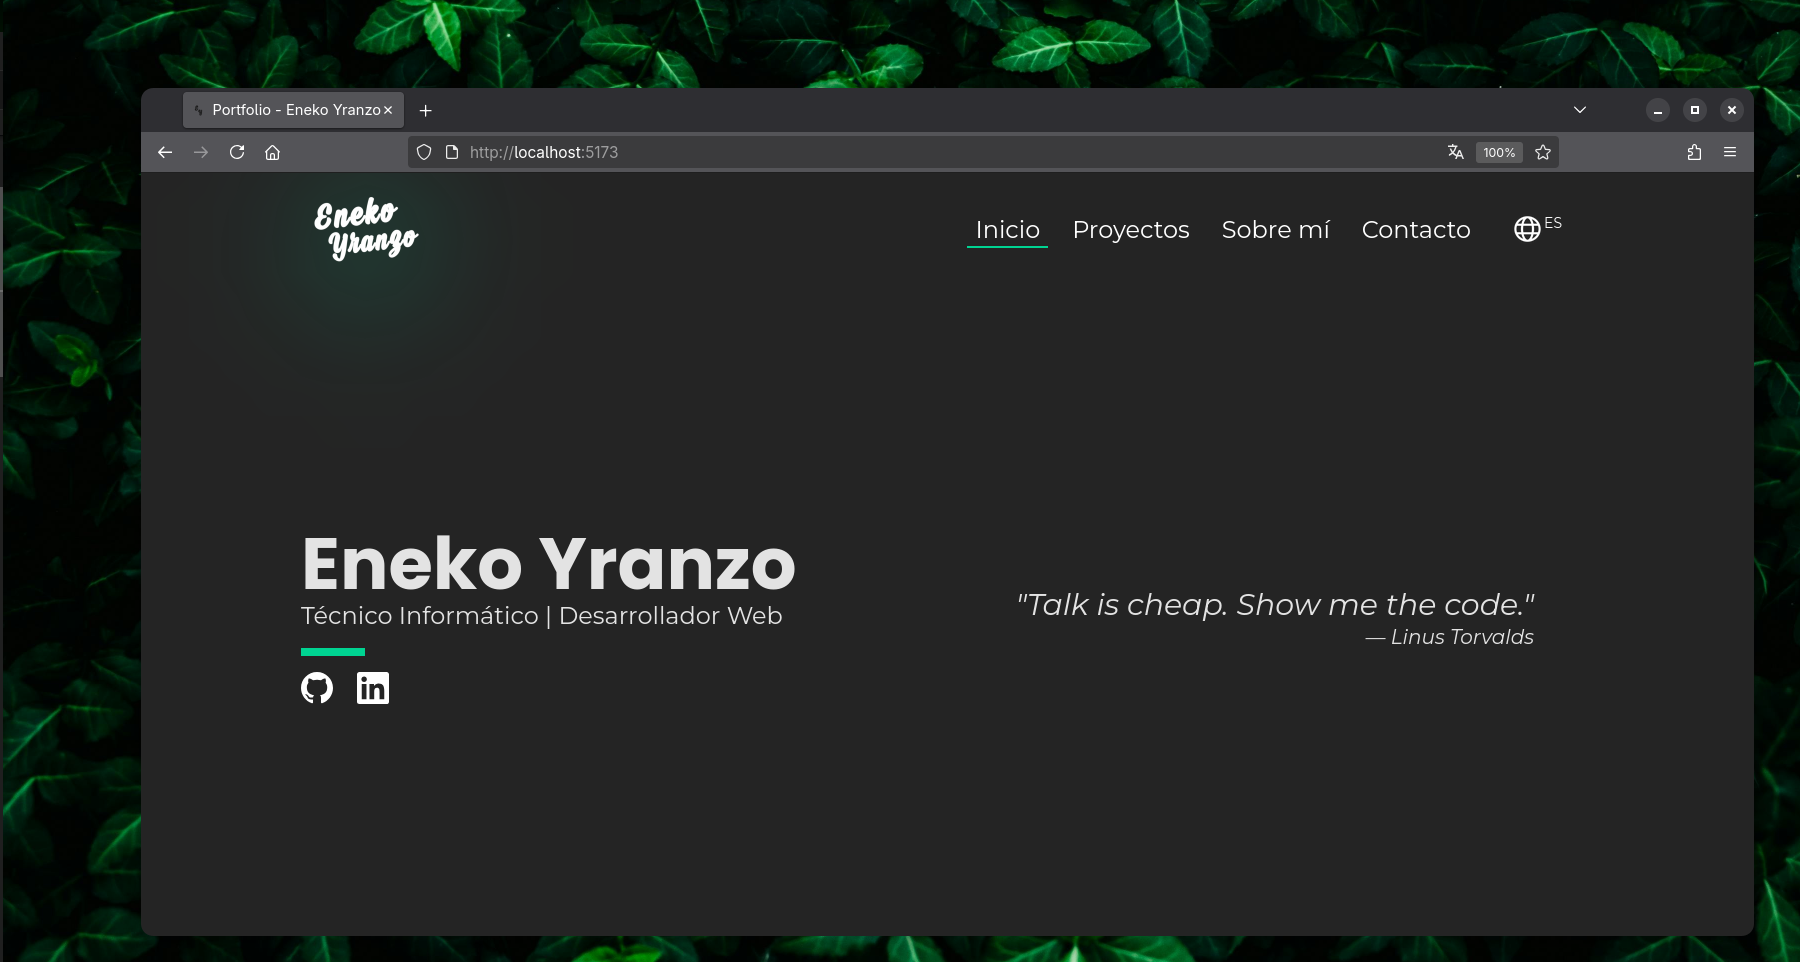 Portfolio - Eneko Yranzo
http://localhost:5173
100%
Eneko
Yranzo
Inicio Proyectos Sobre mí Contacto ES
Eneko Yranzo
Técnico Informático | Desarrollador Web
in
"Talk is cheap. Show me the code."
— Linus Torvalds